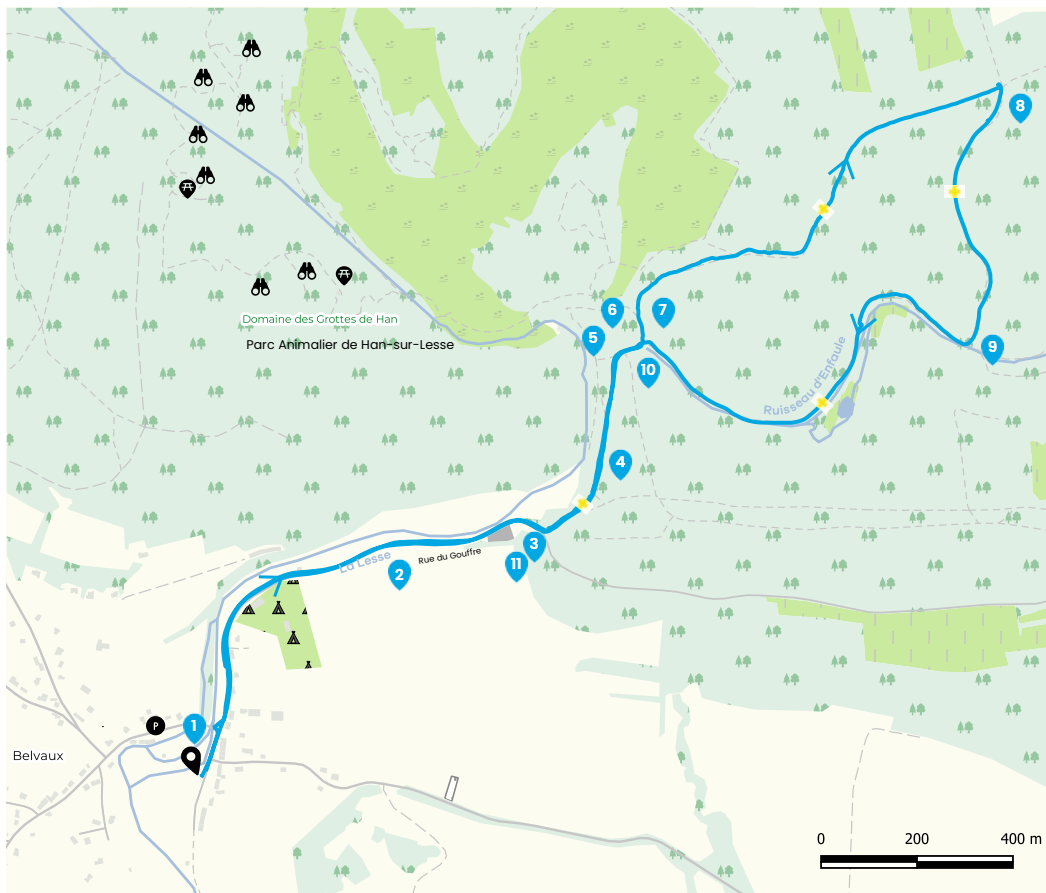 8
Domaine des Grottes de Han
6
7
5
Parc Animalier de Han-sur-Lesse
9
10
Ruisseau d'Enfaule
4
3
La Lesse
Rue du Gouffre
11
2
1
P
Belvaux
0 200 400 m